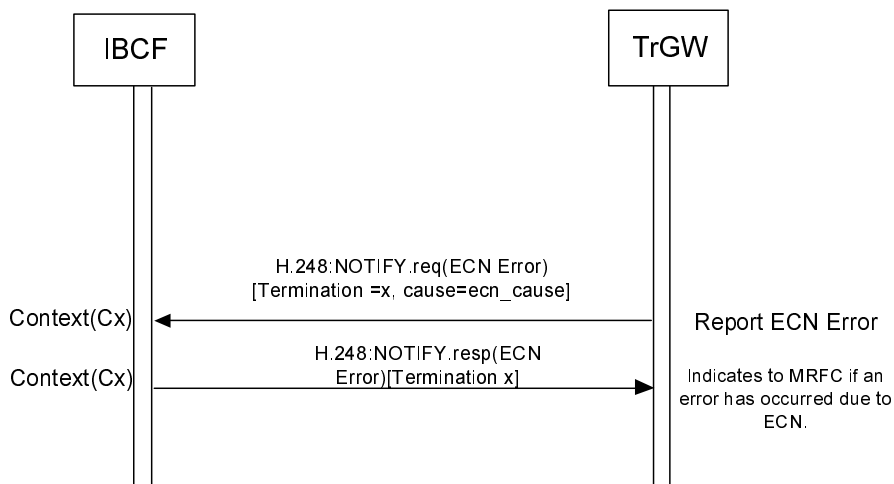 IBCF
TrGW
H.248:NOTIFY.req(ECN Error)
[Termination =x, cause=ecn_cause]
Context(Cx)
Report ECN Error
H.248:NOTIFY.resp(ECN
Error)[Termination x]
Context(Cx)
Indicates to MRFC if an
error has occurred due to
ECN.